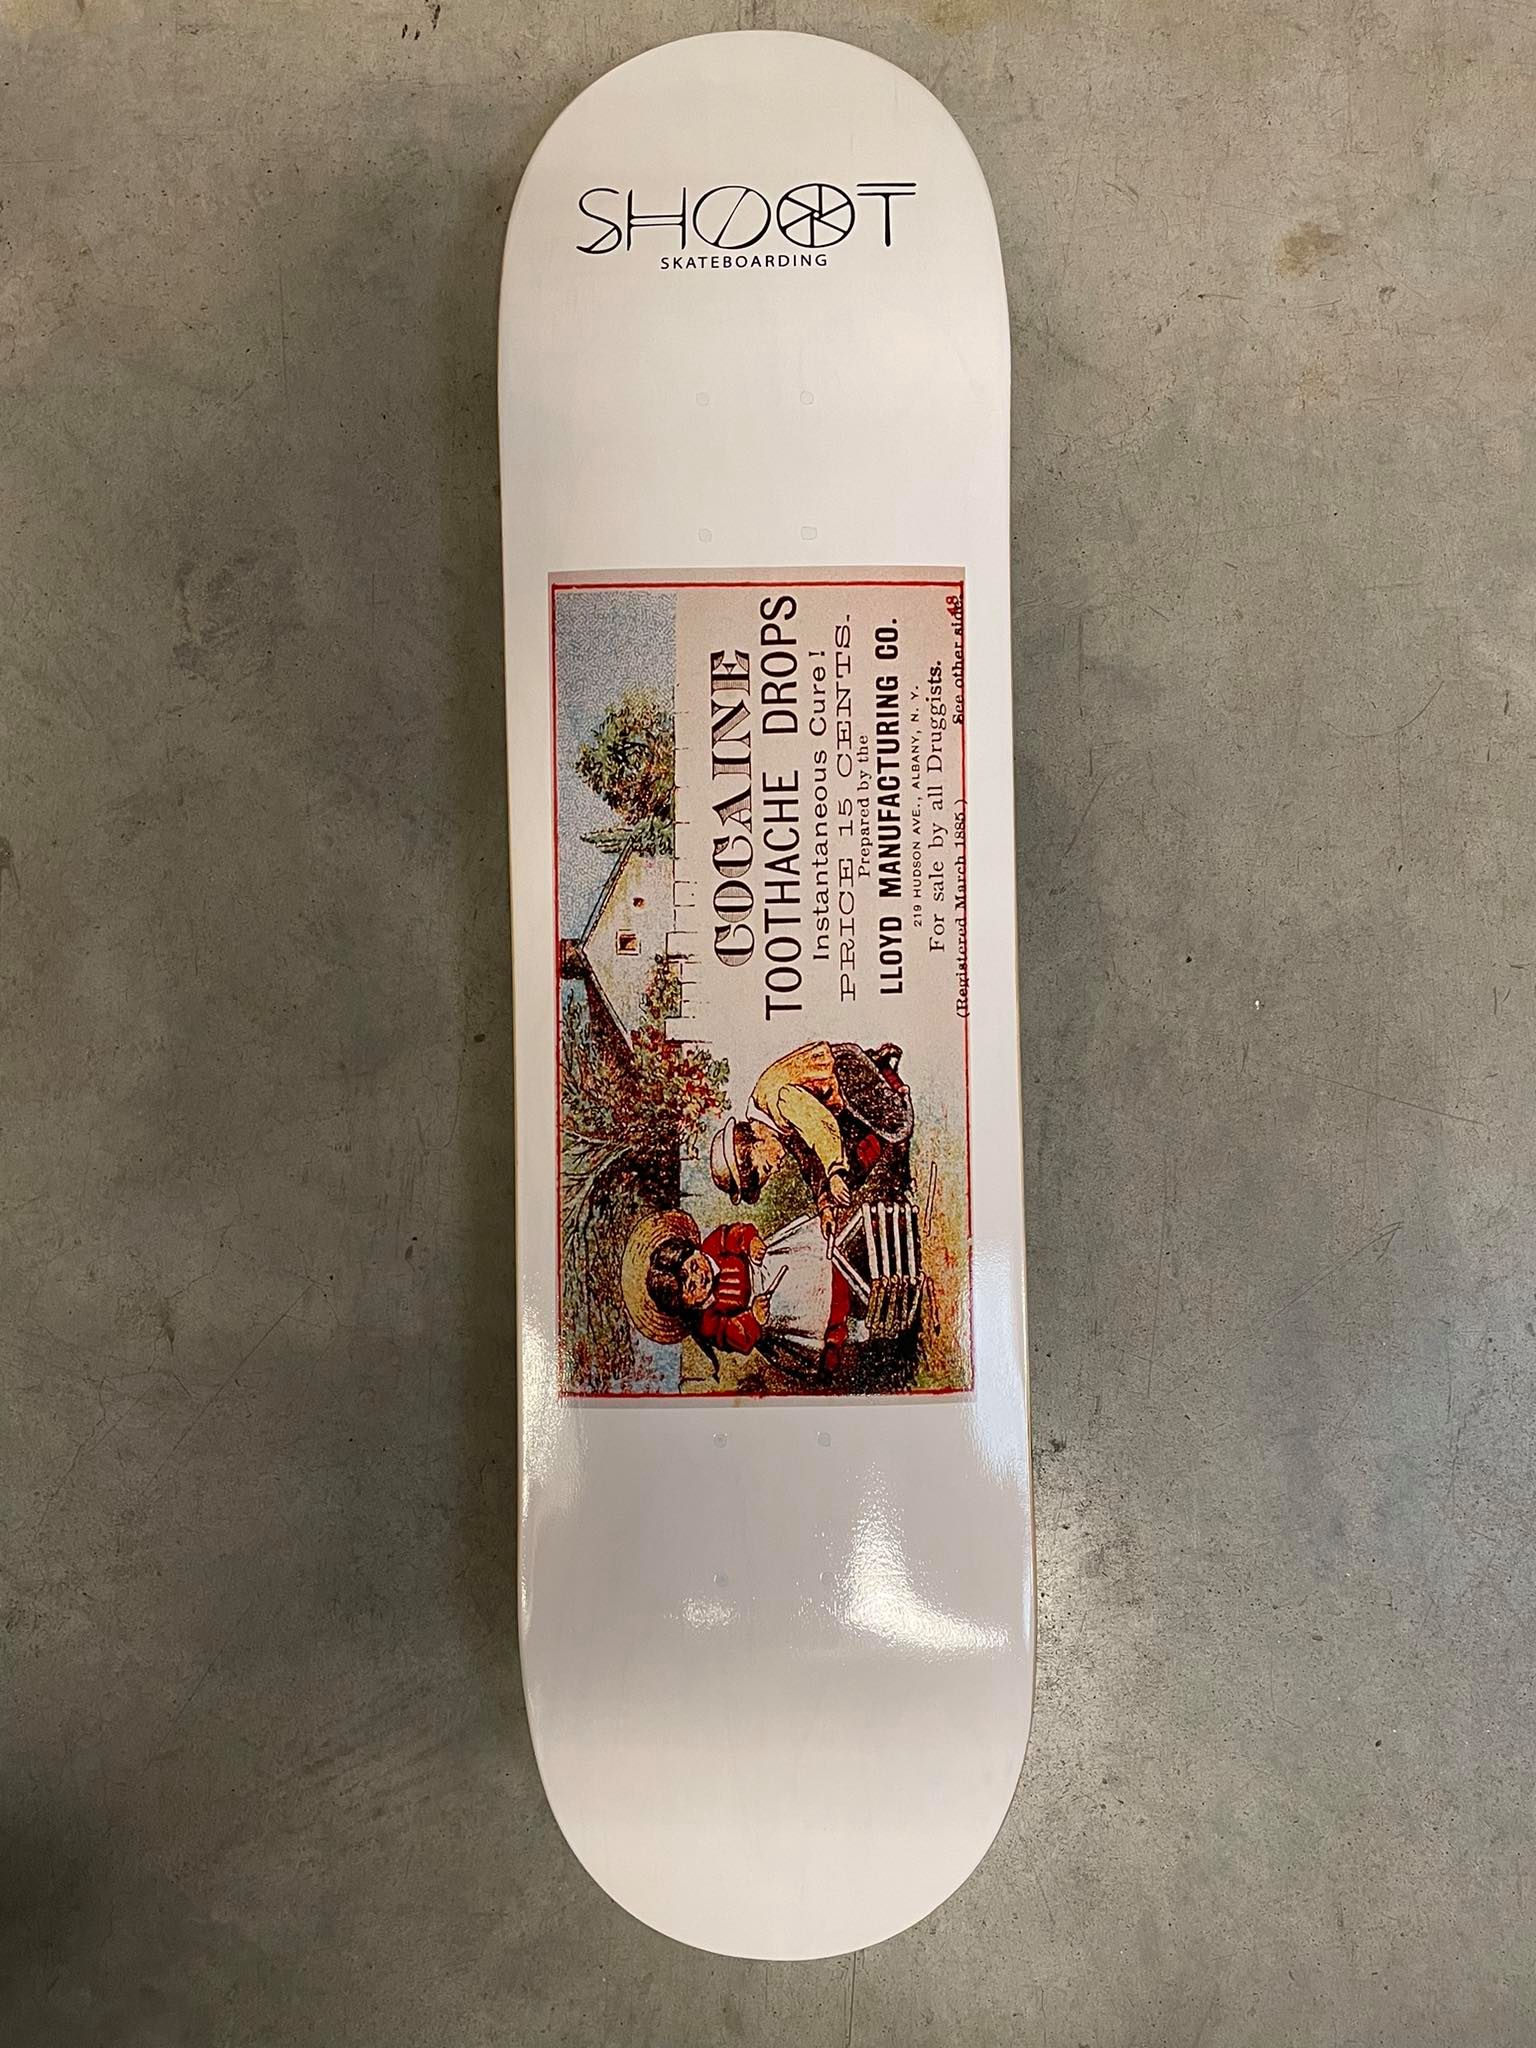 SHOOT
SKATEBOARDING
COCAINE
TOOTHACHE DROPS
Instantaneous Cure!
PRICE 15 CENTS.
Prepared by the
LLOYD MANUFACTURING CO.
219 HUDSON AVE., ALBANY, N. Y.
For sale by all Druggists.
(Registered March 1885.) See other side.
48